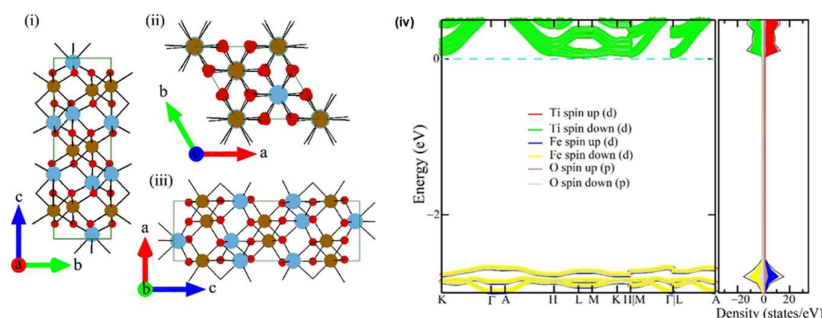 (i)
c
a
b
(ii)
b
c
a
(iii)
a
b
c
(iv)
Energy (eV)
0
−2
Ti spin up (d)
Ti spin down (d)
Fe spin up (d)
Fe spin down (d)
O spin up (p)
O spin down (p)
K Γ A H L M K H|M Γ|L A
−20 0 20
Density (states/eV)